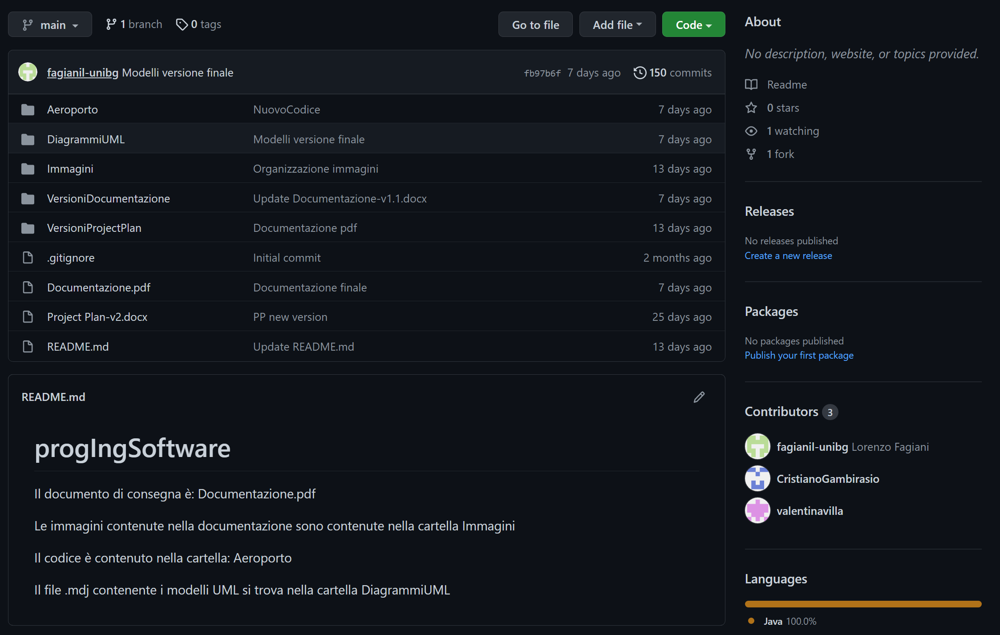 main
1 branch
0 tags
Go to file
Add file
Code
fagianil-unibg Modelli versione finale fb97b6f 7 days ago 150 commits
Aeroporto NuovoCodice 7 days ago
DiagrammiUML Modelli versione finale 7 days ago
Immagini Organizzazione immagini 13 days ago
VersioniDocumentazione Update Documentazione-v1.1.docx 7 days ago
VersioniProjectPlan Documentazione pdf 13 days ago
.gitignore Initial commit 2 months ago
Documentazione.pdf Documentazione finale 7 days ago
Project Plan-v2.docx PP new version 25 days ago
README.md Update README.md 13 days ago
README.md
progIngSoftware
Il documento di consegna è: Documentazione.pdf
Le immagini contenute nella documentazione sono contenute nella cartella Immagini
Il codice è contenuto nella cartella: Aeroporto
Il file .mdj contenente i modelli UML si trova nella cartella DiagrammiUML
About
No description, website, or topics provided.
Readme
0 stars
1 watching
1 fork
Releases
No releases published
Create a new release
Packages
No packages published
Publish your first package
Contributors 3
fagianil-unibg Lorenzo Fagiani
CristianoGambirasio
valentinavilla
Languages
Java 100.0%